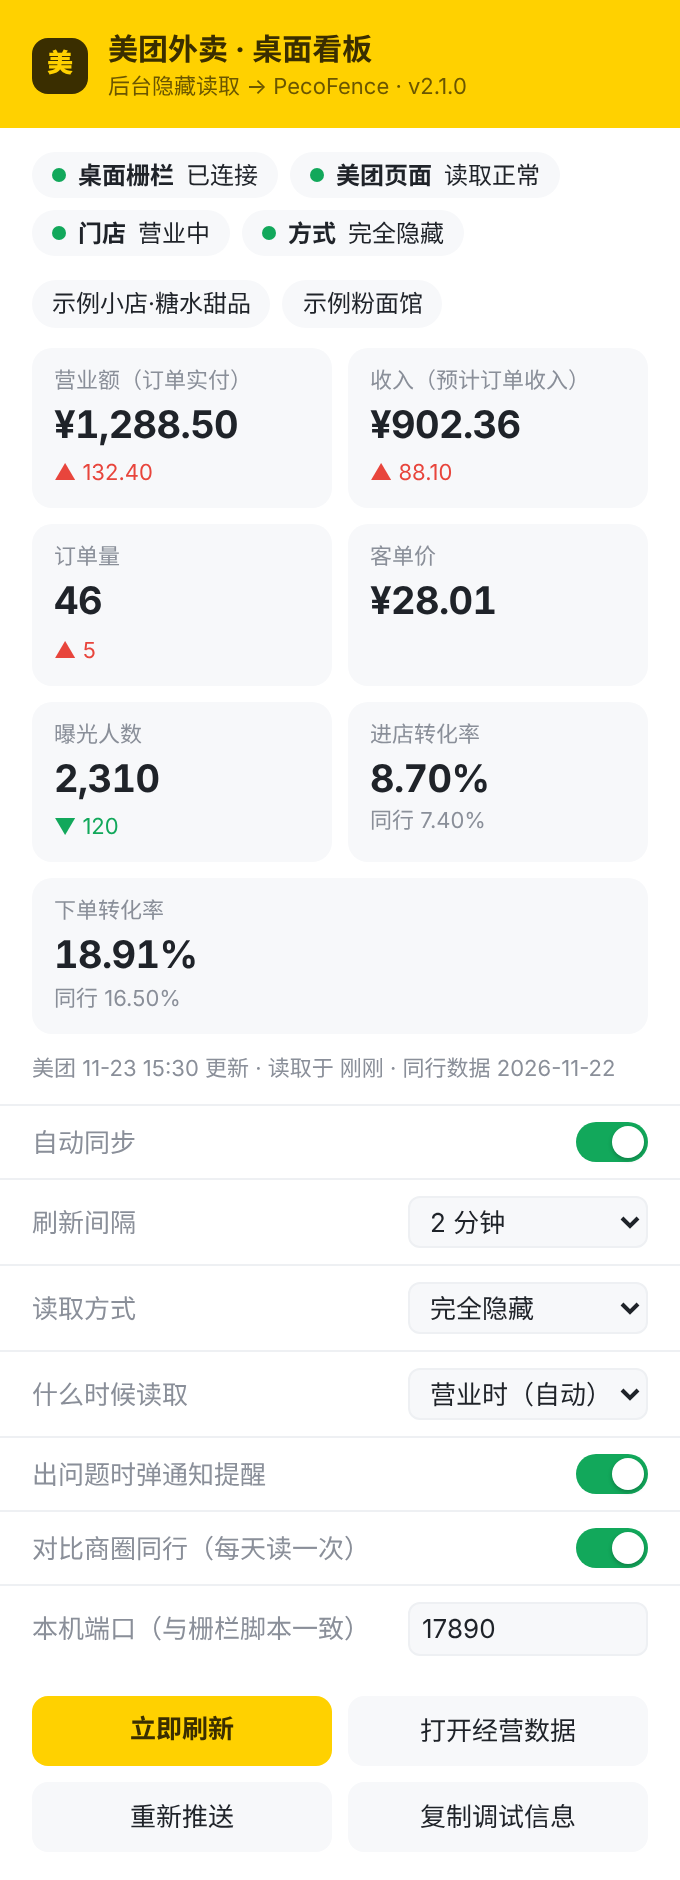 美
美团外卖 · 桌面看板
后台隐藏读取 → PecoFence · v2.1.0
桌面栅栏 已连接
美团页面 读取正常
门店 营业中
方式 完全隐藏
示例小店·糖水甜品
示例粉面馆
营业额（订单实付）
¥1,288.50
▲ 132.40
收入（预计订单收入）
¥902.36
▲ 88.10
订单量
46
▲ 5
客单价
¥28.01
曝光人数
2,310
▼ 120
进店转化率
8.70%
同行 7.40%
下单转化率
18.91%
同行 16.50%
美团 11-23 15:30 更新 · 读取于 刚刚 · 同行数据 2026-11-22
自动同步
刷新间隔
2 分钟
读取方式
完全隐藏
什么时候读取
营业时（自动）
出问题时弹通知提醒
对比商圈同行（每天读一次）
本机端口（与栅栏脚本一致）
17890
立即刷新
打开经营数据
重新推送
复制调试信息